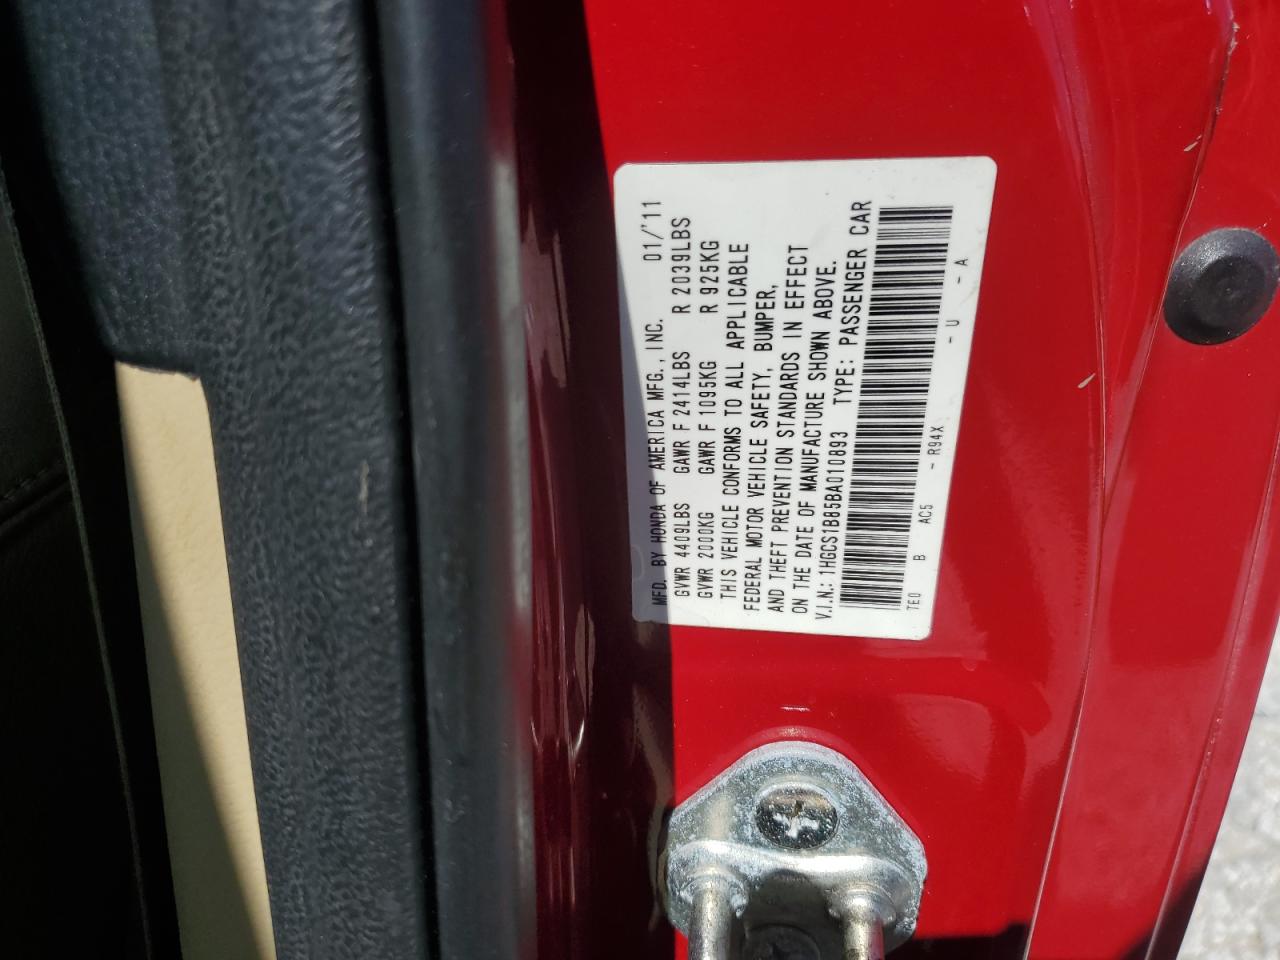 MFD. BY HONDA OF AMERICA MFG., INC. 01/'11
GVWR 4409LBS GAWR F 2414LBS R 2039LBS
GVWR 2000KG GAWR F 1095KG R 925KG
THIS VEHICLE CONFORMS TO ALL APPLICABLE
FEDERAL MOTOR VEHICLE SAFETY, BUMPER,
AND THEFT PREVENTION STANDARDS IN EFFECT
ON THE DATE OF MANUFACTURE SHOWN ABOVE.
V.I.N.: 1HGCS1B85BA010893 TYPE: PASSENGER CAR
TE0 B AC5 - R94X - U - A